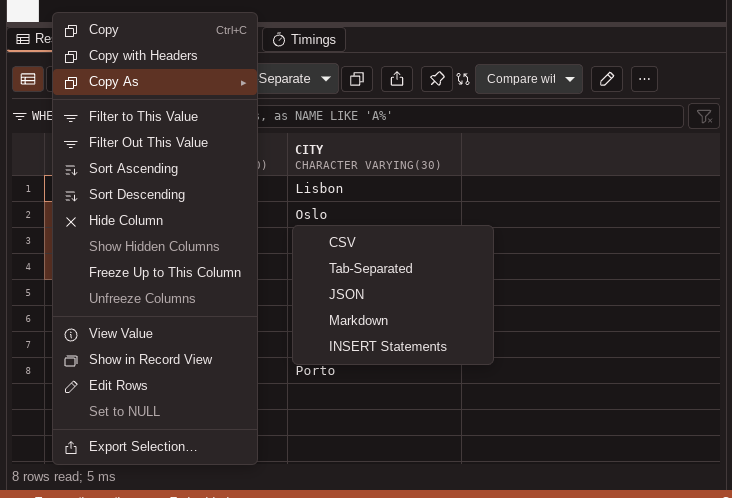 Re
Timings
Separate
Compare wit
WHE
, as NAME LIKE 'A%'
0)
CITY
CHARACTER VARYING(30)
1
Lisbon
2
Oslo
3
4
5
6
7
8
Porto
Copy
Ctrl+C
Copy with Headers
Copy As
Filter to This Value
Filter Out This Value
Sort Ascending
Sort Descending
Hide Column
Show Hidden Columns
Freeze Up to This Column
Unfreeze Columns
View Value
Show in Record View
Edit Rows
Set to NULL
Export Selection…
CSV
Tab-Separated
JSON
Markdown
INSERT Statements
8 rows read; 5 ms